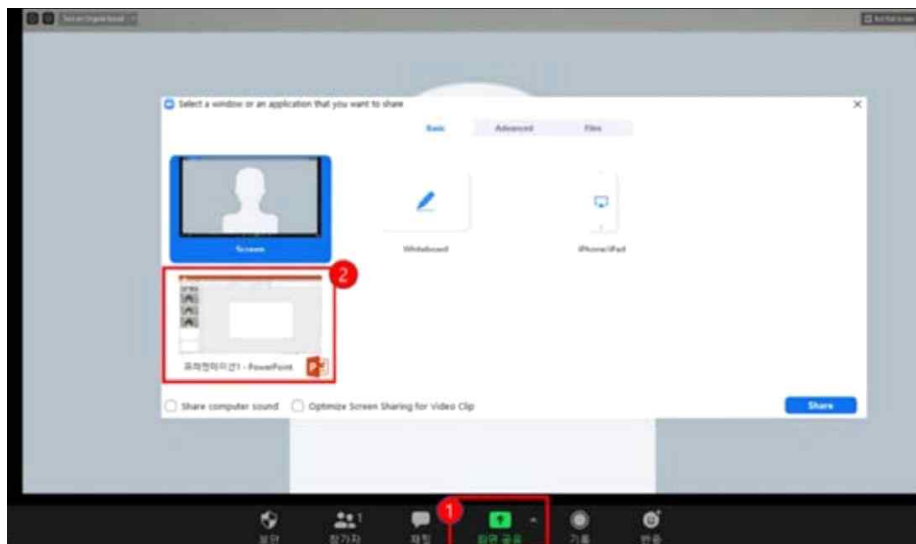 Select a window or an application that you want to share
Basic Advanced Files
Screen
Whiteboard
iPhone/iPad
2
프레젠테이션1 - PowerPoint
Share computer sound
Optimize Screen Sharing for Video Clip
Share
1
1
보안
참가자
채팅
화면 공유
기록
반응